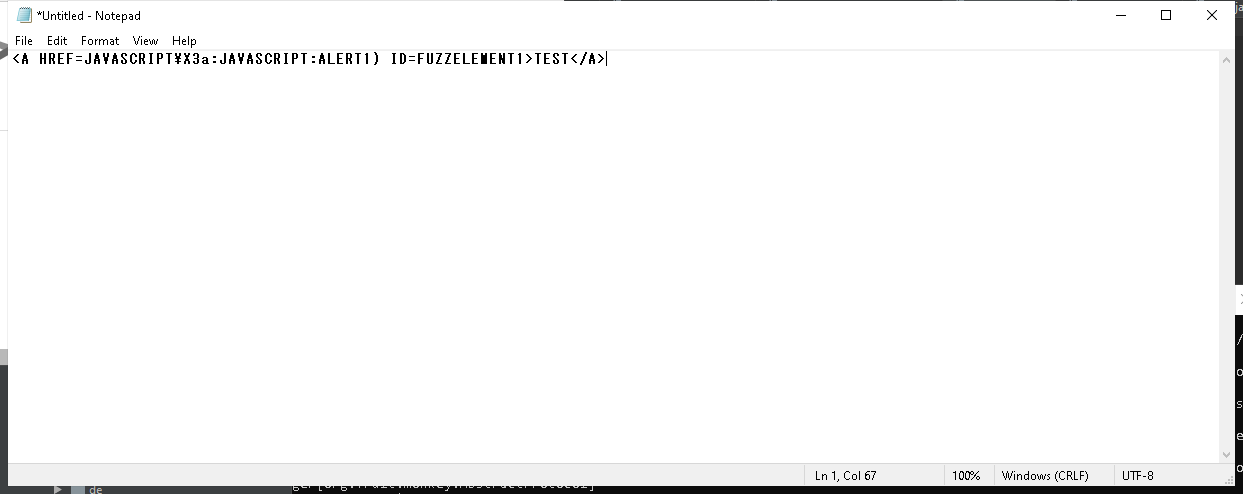 *Untitled - Notepad
File Edit Format View Help
<A HREF=JAVASCRIPT¥X3a:JAVASCRIPT:ALERT1) ID=FUZZELEMENT1>TEST</A>
Ln 1, Col 67 100% Windows (CRLF) UTF-8
de